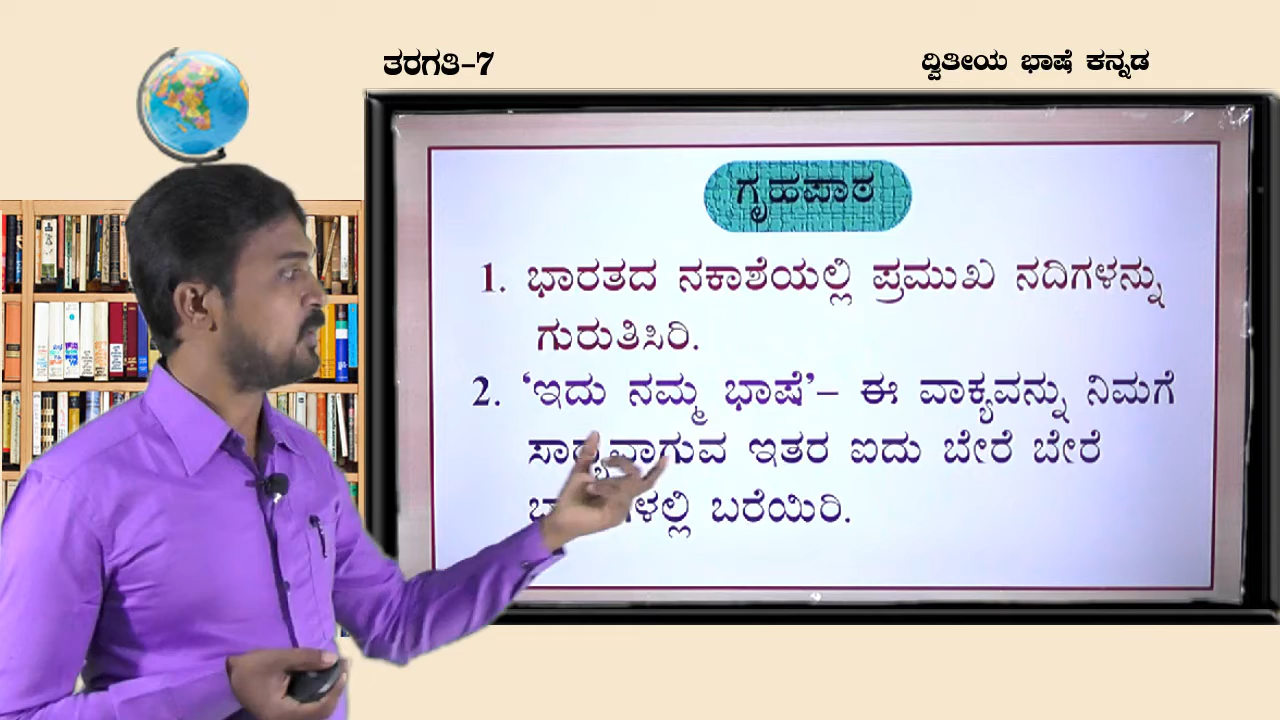 ತರಗತಿ-7
ದ್ವಿತೀಯ ಭಾಷೆ ಕನ್ನಡ
ಗೃಹಪಾಠ
1. ಭಾರತದ ನಕಾಶೆಯಲ್ಲಿ ಪ್ರಮುಖ ನದಿಗಳನ್ನು
ಗುರುತಿಸಿರಿ.
2. ‘ಇದು ನಮ್ಮ ಭಾಷೆ’– ಈ ವಾಕ್ಯವನ್ನು ನಿಮಗೆ
ಇತರ ಐದು ಬೇರೆ ಬೇರೆ
ಬರೆಯಿರಿ.